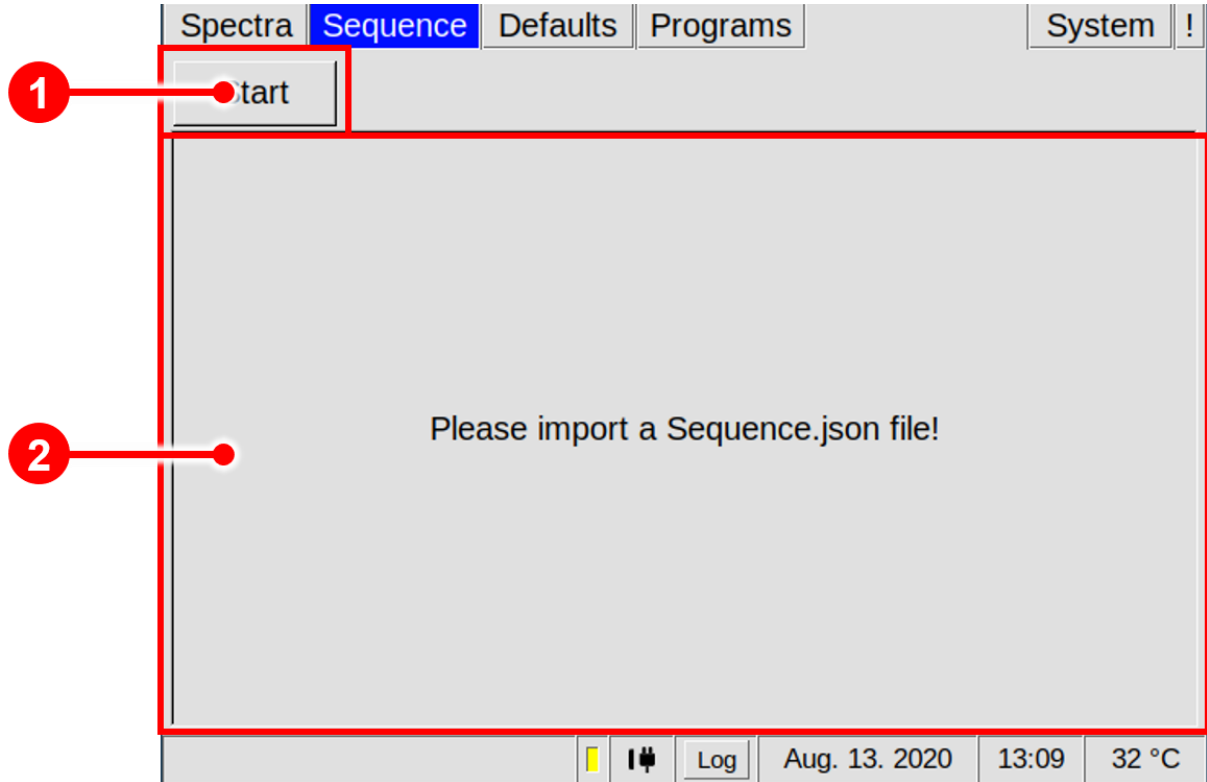 Spectra Sequence Defaults Programs System !
1 Start
Please import a Sequence.json file!
2
Log Aug. 13. 2020 13:09 32 °C